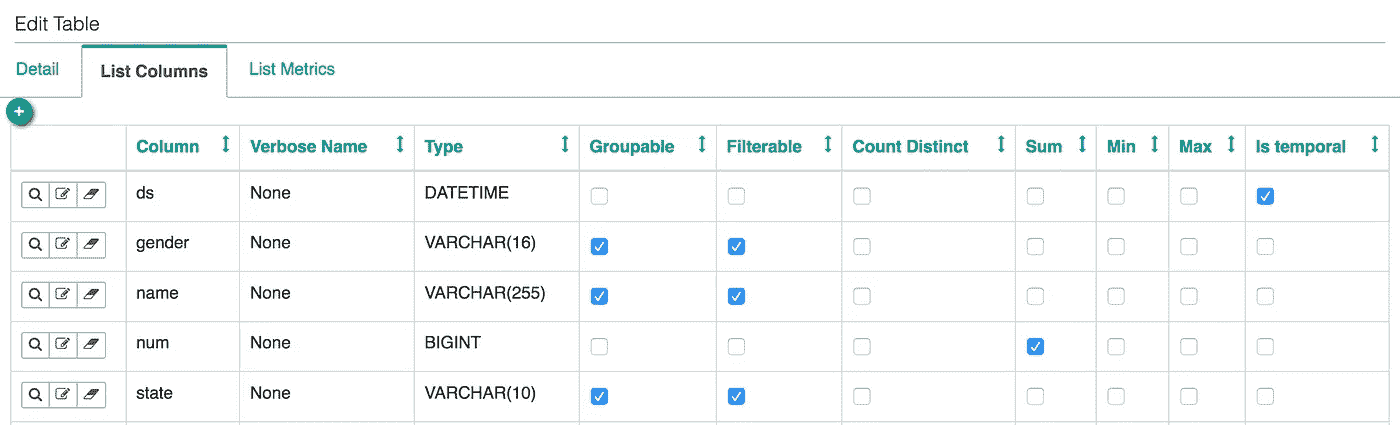 Edit Table
Detail List Columns List Metrics
+
Column Verbose Name Type Groupable Filterable Count Distinct Sum Min Max Is temporal
ds None DATETIME
gender None VARCHAR(16)
name None VARCHAR(255)
num None BIGINT
state None VARCHAR(10)